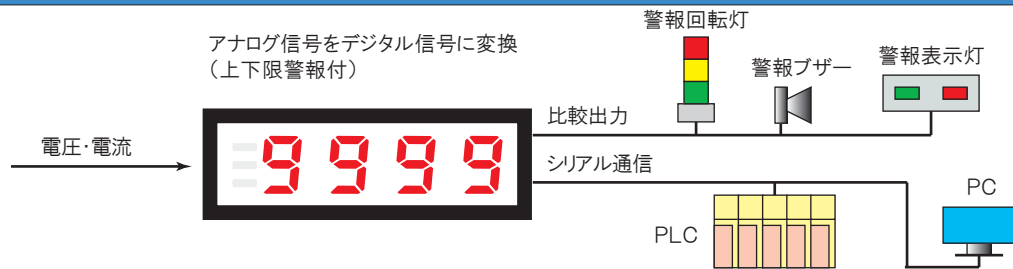 警報回転灯
アナログ信号をデジタル信号に変換
（上下限警報付）
警報ブザー
警報表示灯
比較出力
電圧・電流
9999
シリアル通信
PC
PLC